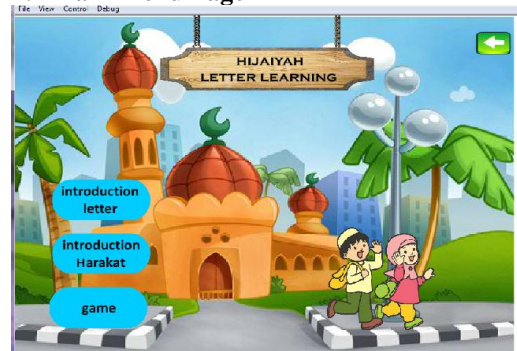 File View Control Debug
HIJAIYAH
LETTER LEARNING
introduction
letter
introduction
Harakat
game